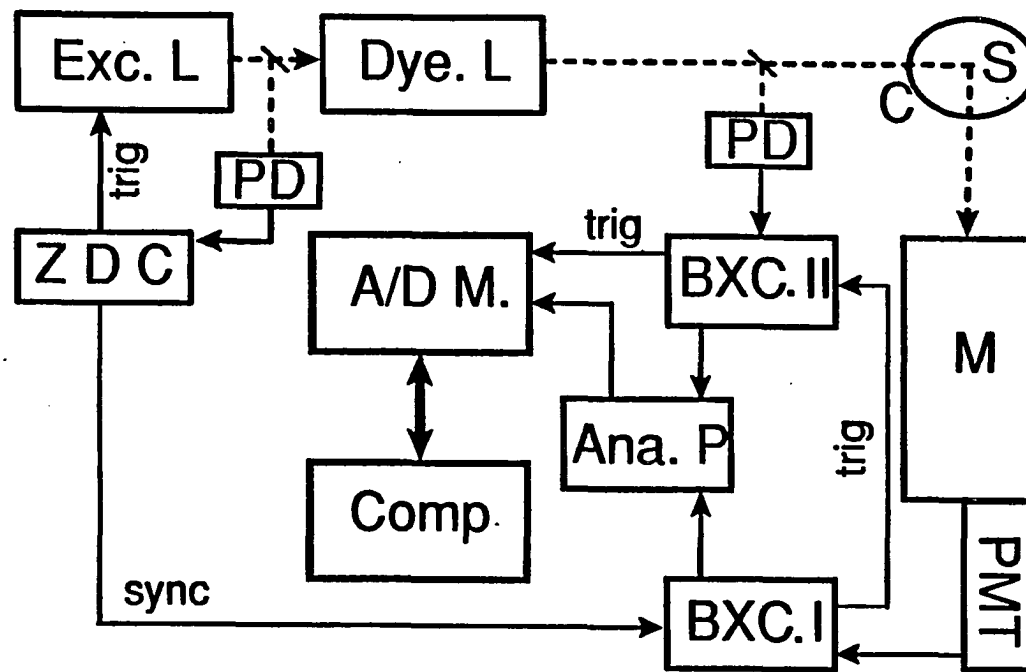 Exc. L
Dye. L
S
C
trig
PD
PD
Z D C
trig
A/D M.
BXC. II
M
Ana. P
trig
Comp
sync
BXC. I
PMT